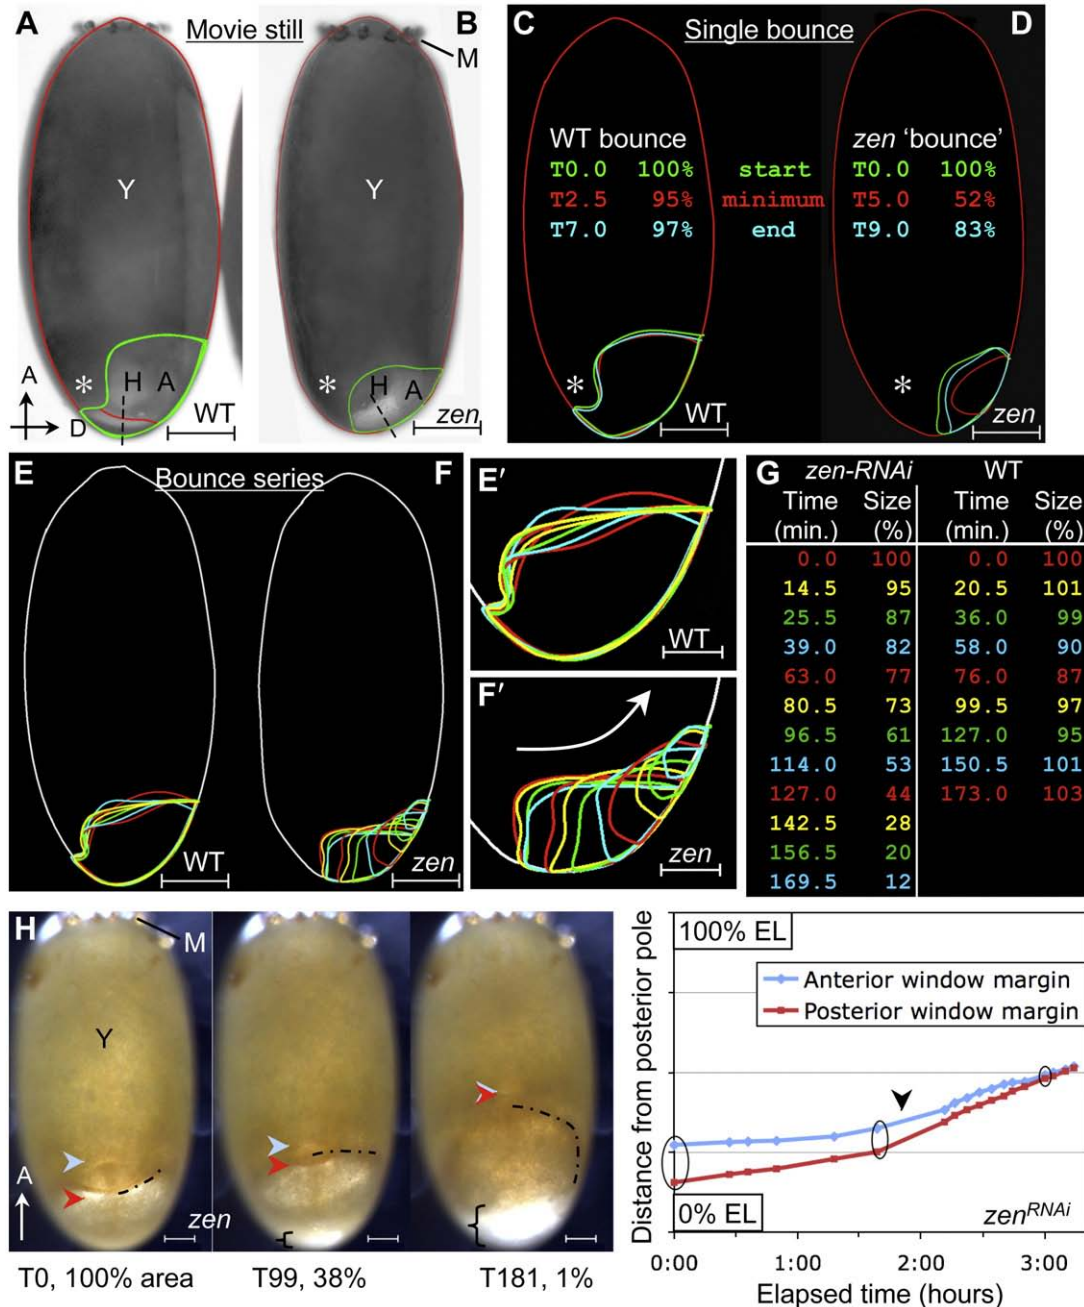 A Movie still B
M
Y
Y
* H A
* H A
A
D
WT
zen
C Single bounce D
WT bounce
T0.0 100%
T2.5 95%
T7.0 97%
start
minimum
end
zen ‘bounce’
T0.0 100%
T5.0 52%
T9.0 83%
*
*
WT
zen
E Bounce series F
WT
zen
E′
WT
F′
zen
G zen-RNAi WT
Time Size Time Size
(min.) (%) (min.) (%)
0.0 100 0.0 100
14.5 95 20.5 101
25.5 87 36.0 99
39.0 82 58.0 90
63.0 77 76.0 87
80.5 73 99.5 97
96.5 61 127.0 95
114.0 53 150.5 101
127.0 44 173.0 103
142.5 28
156.5 20
169.5 12
H
M
Y
A
zen
T0, 100% area
T99, 38%
T181, 1%
Distance from posterior pole
100% EL
Anterior window margin
Posterior window margin
0% EL
zenRNAi
0:00 1:00 2:00 3:00
Elapsed time (hours)